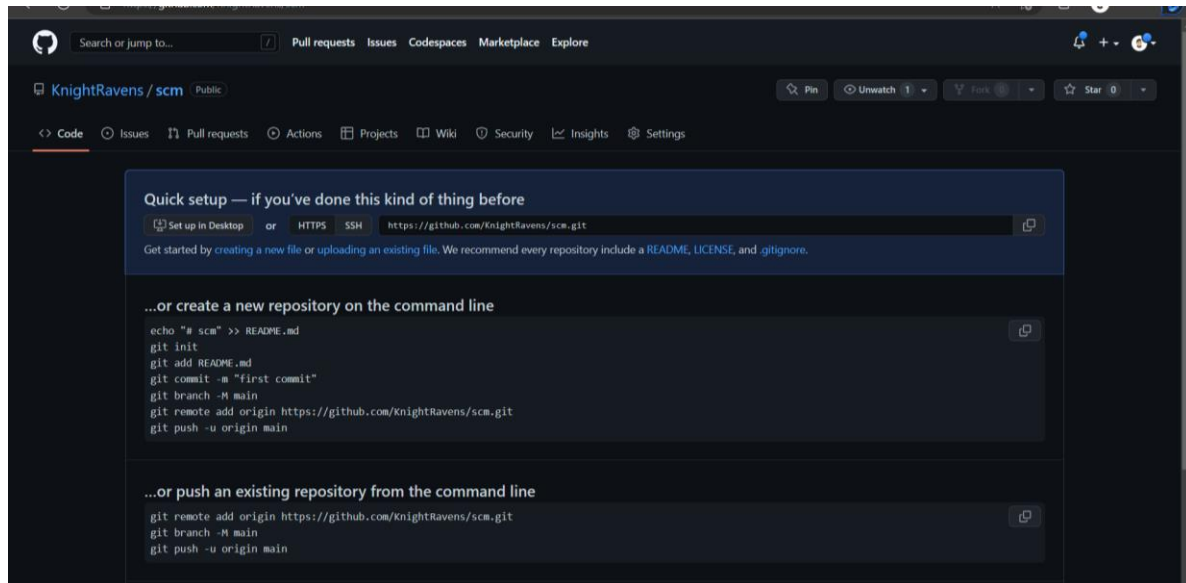 Search or jump to... / Pull requests Issues Codespaces Marketplace Explore
KnightRavens / scm Public Pin Unwatch 1 Fork 0 Star 0
<> Code Issues Pull requests Actions Projects Wiki Security Insights Settings
Quick setup — if you've done this kind of thing before
Set up in Desktop or HTTPS SSH https://github.com/KnightRavens/scm.git
Get started by creating a new file or uploading an existing file. We recommend every repository include a README, LICENSE, and .gitignore.
...or create a new repository on the command line
echo "# scm" >> README.md
git init
git add README.md
git commit -m "first commit"
git branch -M main
git remote add origin https://github.com/KnightRavens/scm.git
git push -u origin main
...or push an existing repository from the command line
git remote add origin https://github.com/KnightRavens/scm.git
git branch -M main
git push -u origin main